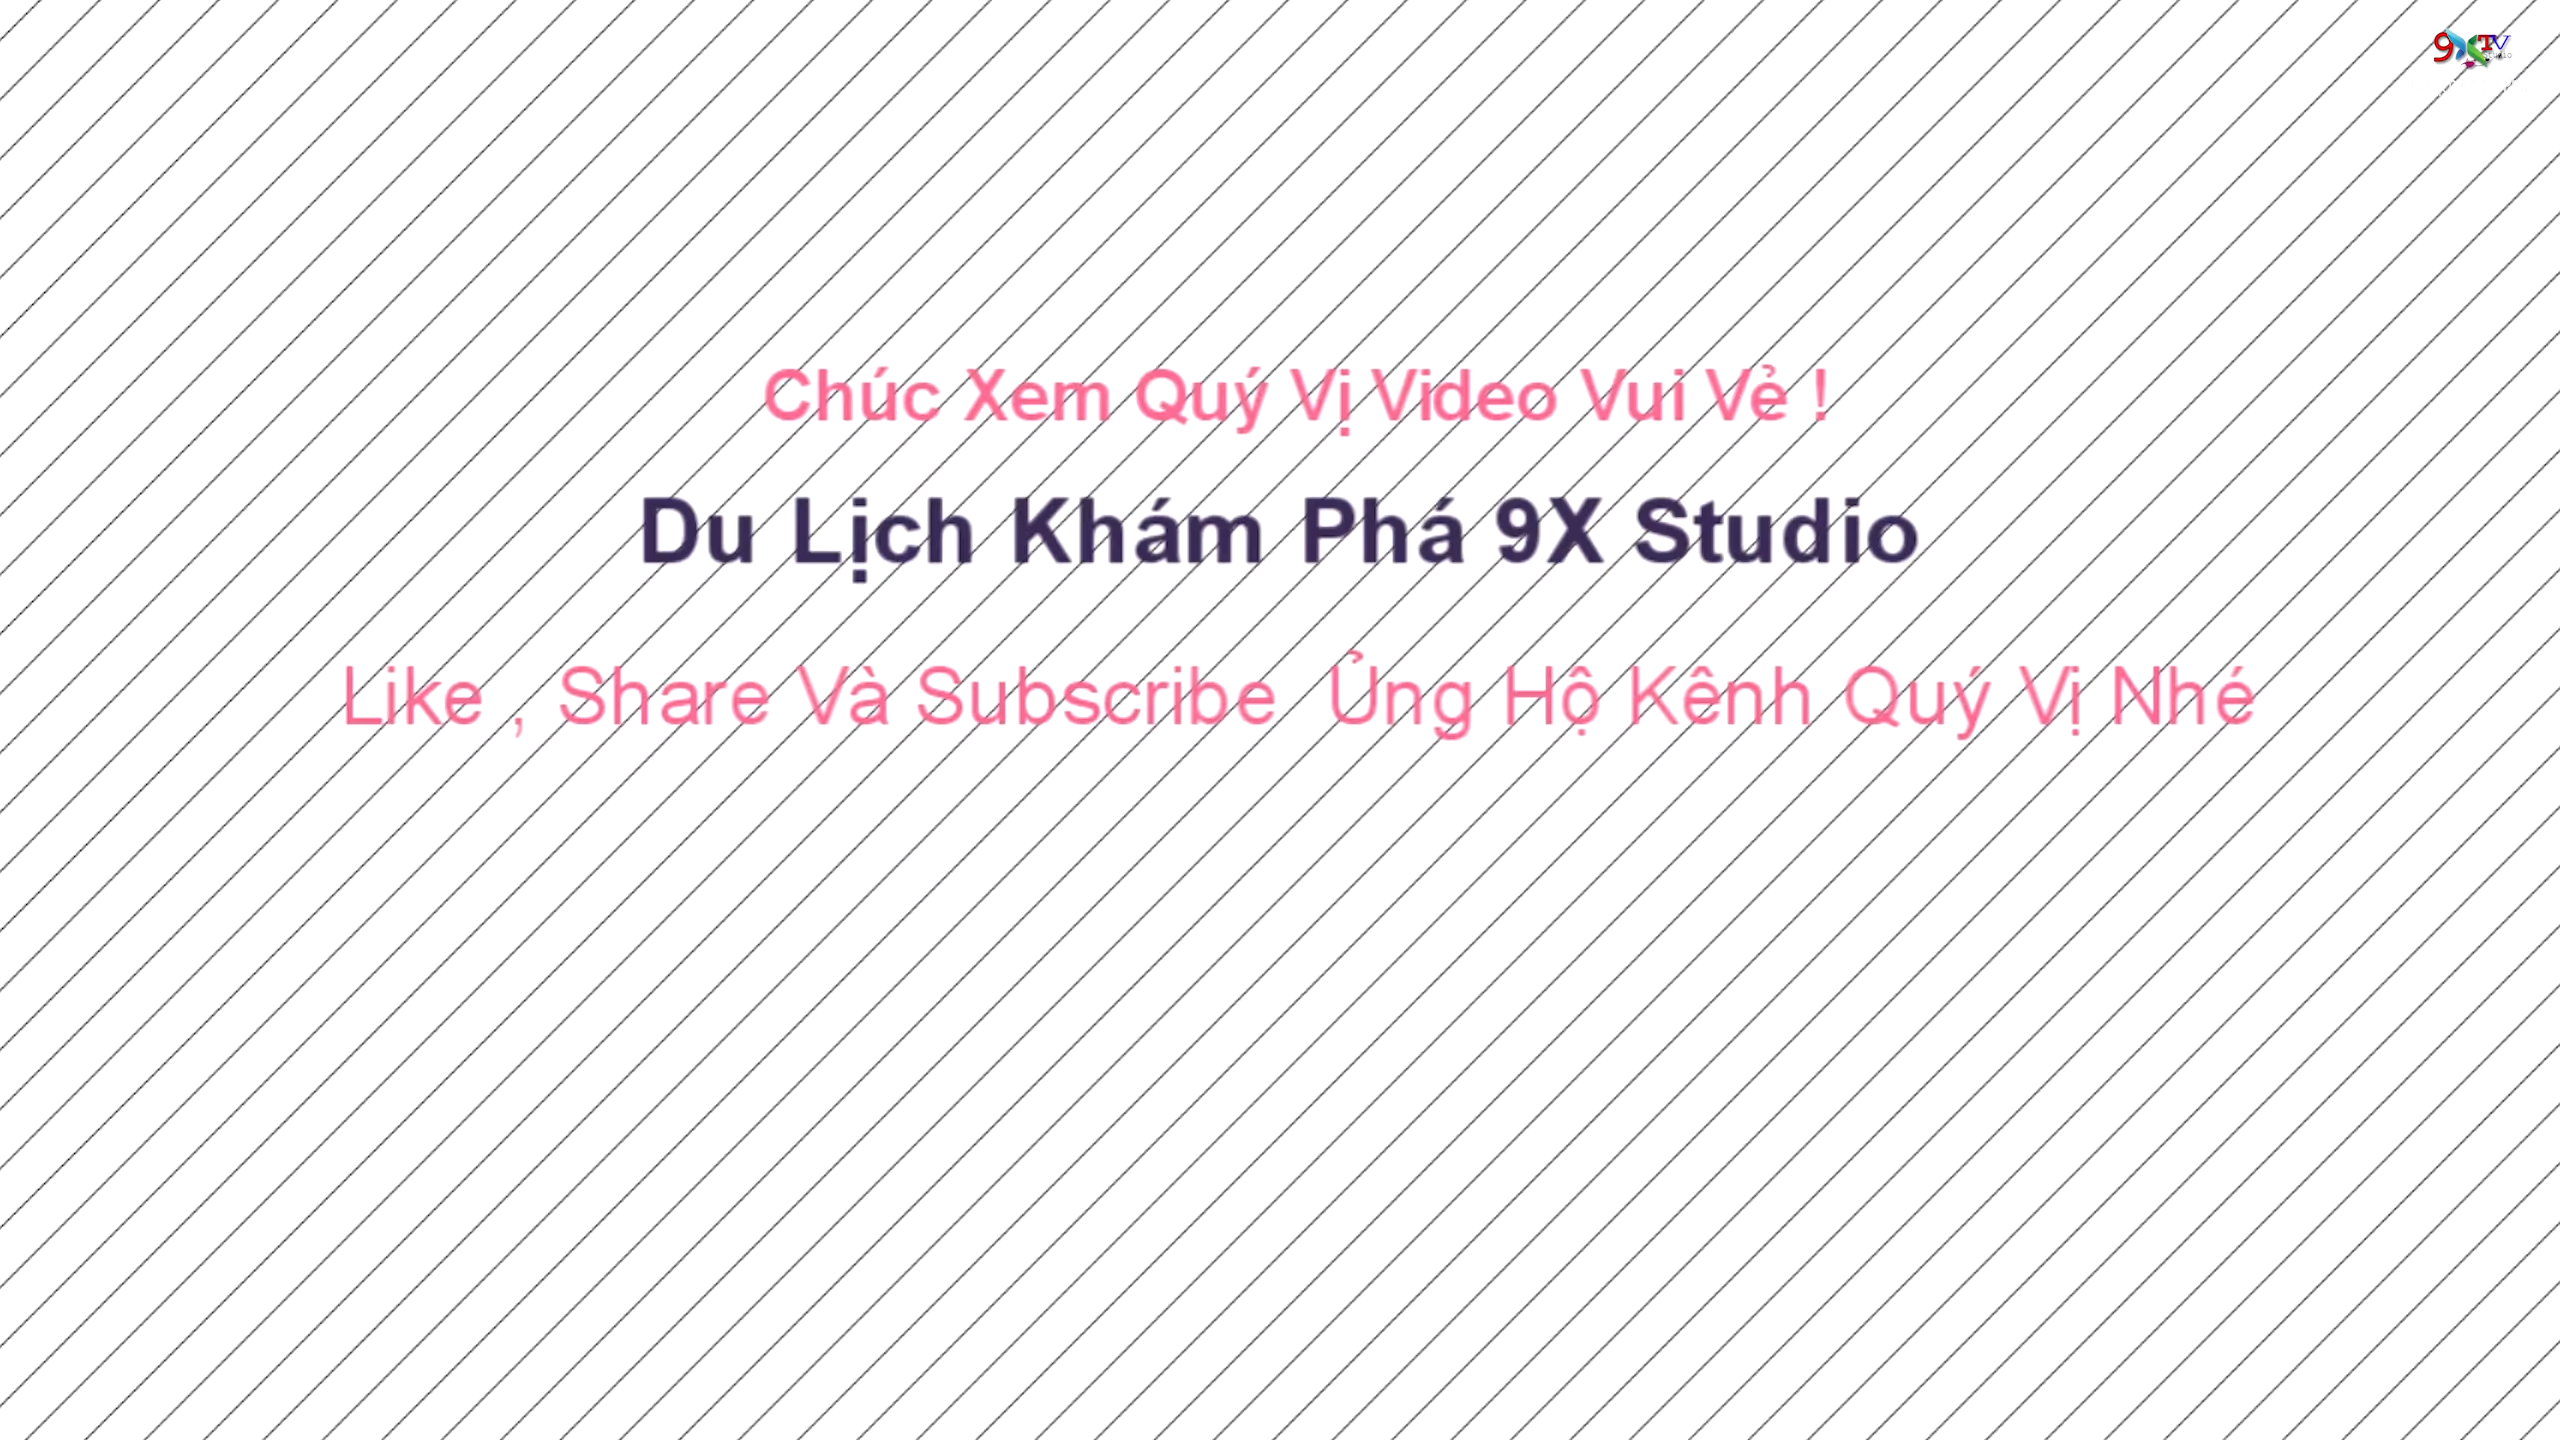 9XTV
Chúc Xem Quý Vị Video Vui Vẻ !
Du Lịch Khám Phá 9X Studio
Like , Share Và Subscribe Ủng Hộ Kênh Quý Vị Nhé